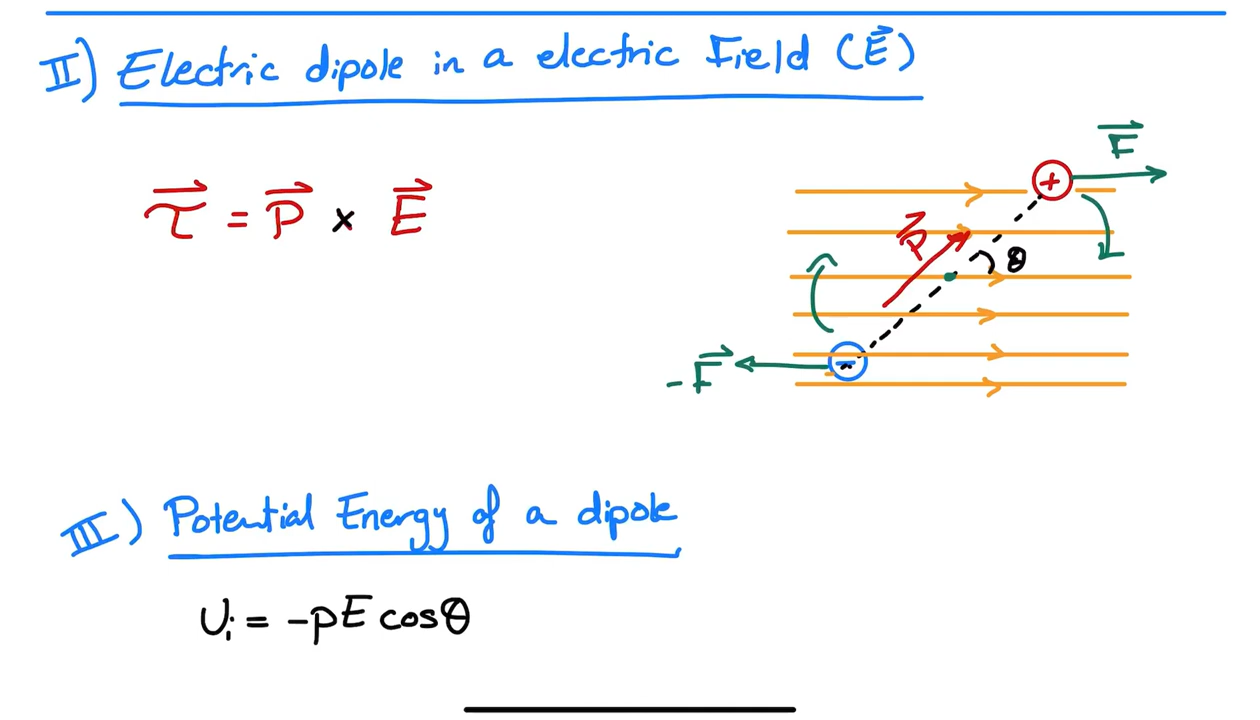 II) Electric dipole in a electric Field (E⃗)
τ⃗ = P⃗ × E⃗
F⃗
+
P⃗
θ
−
-F⃗
III) Potential Energy of a dipole
Uᵢ = -pE cosθ